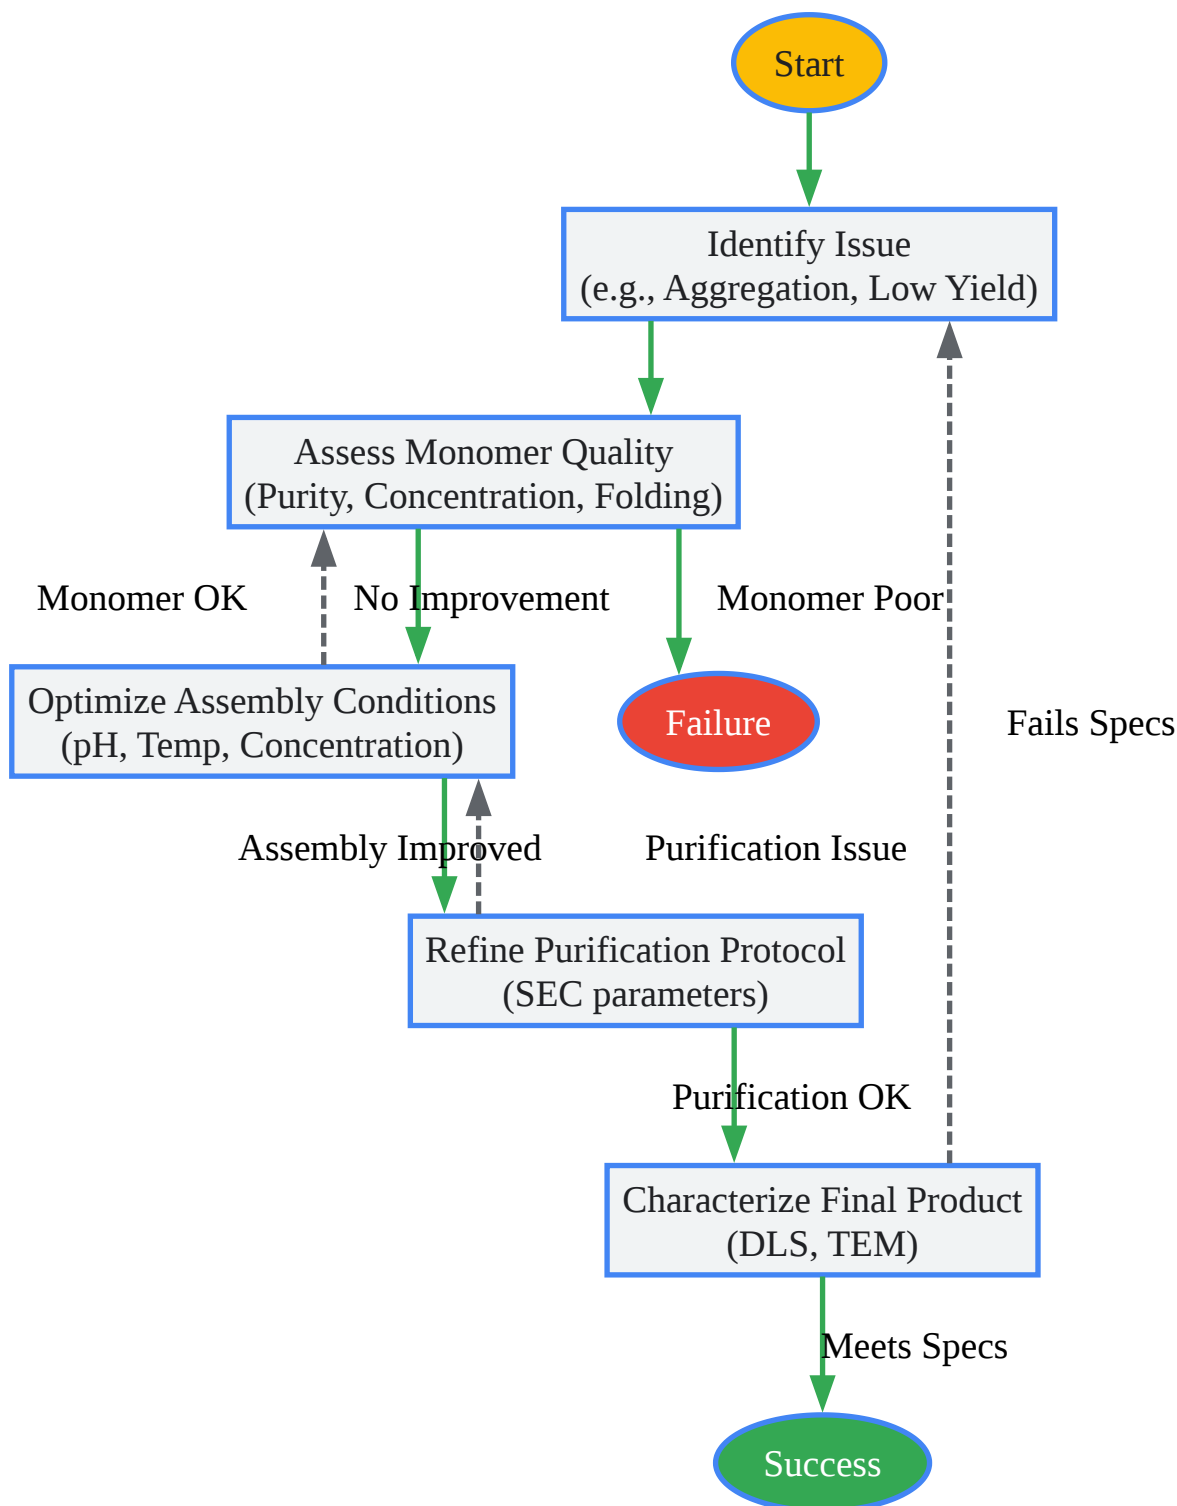 Start
Identify Issue
(e.g., Aggregation, Low Yield)
Assess Monomer Quality
(Purity, Concentration, Folding)
Monomer OK
No Improvement
Monomer Poor
Optimize Assembly Conditions
(pH, Temp, Concentration)
Failure
Fails Specs
Assembly Improved
Purification Issue
Refine Purification Protocol
(SEC parameters)
Purification OK
Characterize Final Product
(DLS, TEM)
Meets Specs
Success